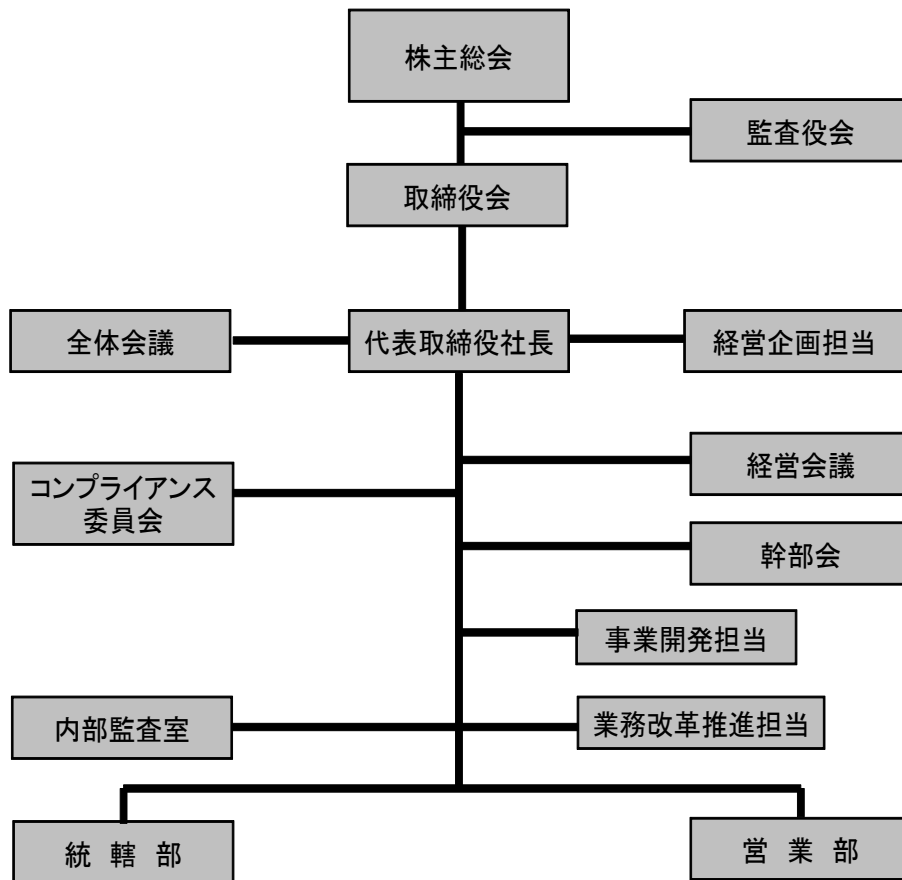 株主総会
監査役会
取締役会
全体会議
代表取締役社長
経営企画担当
経営会議
コンプライアンス
委員会
幹部会
事業開発担当
内部監査室
業務改革推進担当
統 轄 部
営 業 部